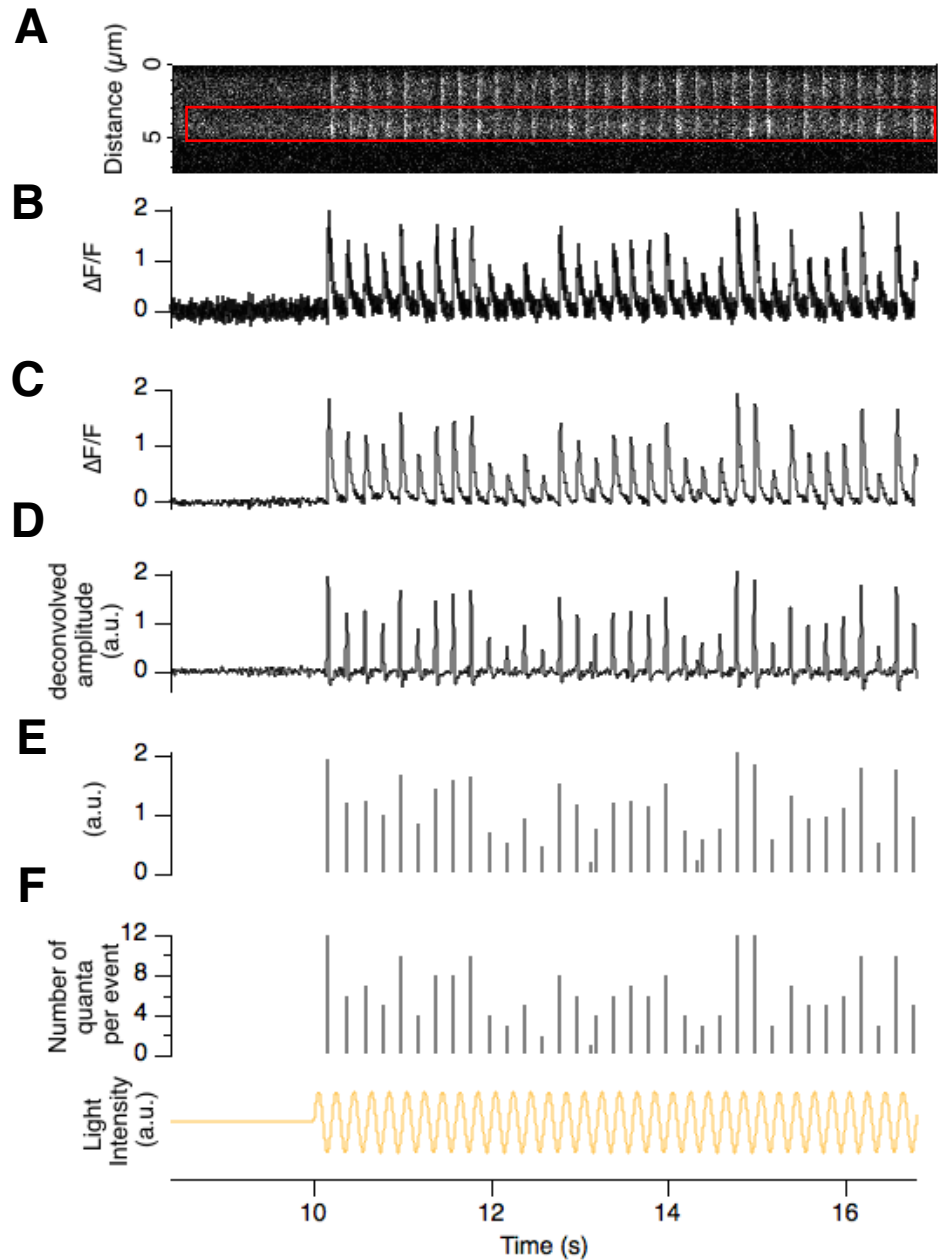 A
Distance (μm)
0
5
B
ΔF/F
2
1
0
C
ΔF/F
2
1
0
D
deconvolved
amplitude
(a.u.)
2
1
0
E
(a.u.)
2
1
0
F
Number of
quanta
per event
12
8
4
0
Light
Intensity
(a.u.)
10 12 14 16
Time (s)